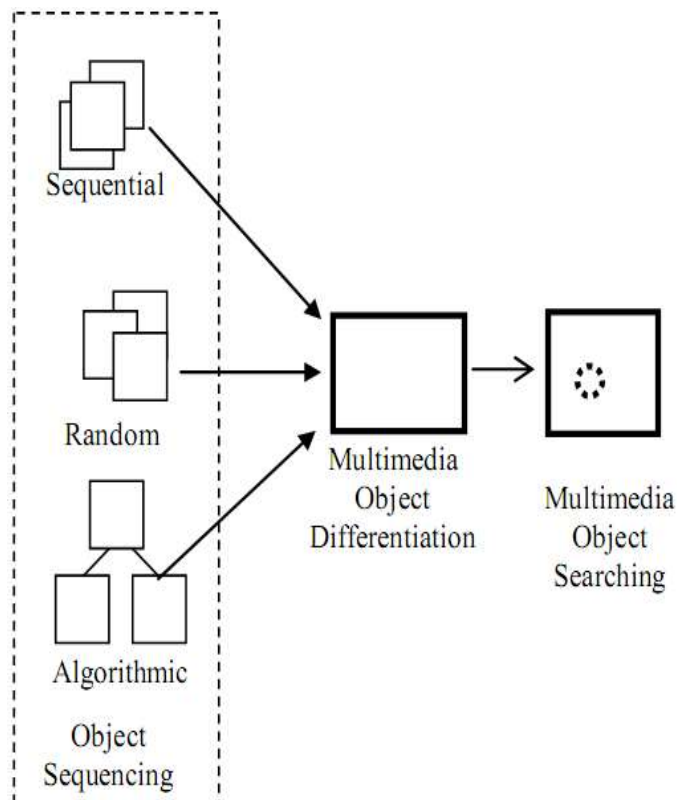 Sequential
Random
Algorithmic
Object
Sequencing
Multimedia
Object
Differentiation
Multimedia
Object
Searching